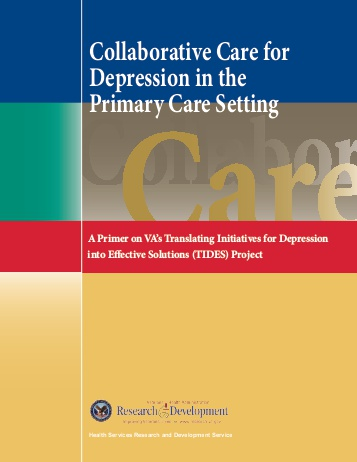 Collaborative Care for
Depression in the
Primary Care Setting
Collabor
Care
A Primer on VA's Translating Initiatives for Depression
into Effective Solutions (TIDES) Project
Research & Development
Health Services Research and Development Service